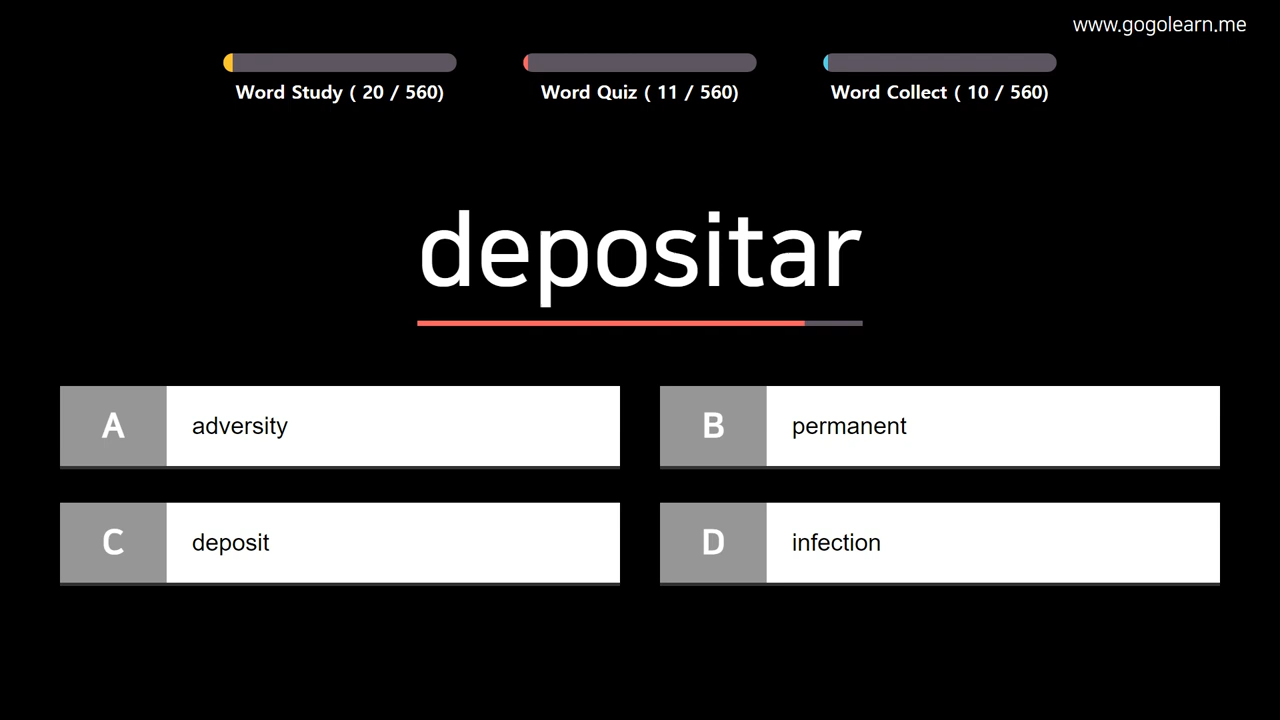 www.gogolearn.me
Word Study ( 20 / 560)
Word Quiz ( 11 / 560)
Word Collect ( 10 / 560)
depositar
A adversity
B permanent
C deposit
D infection